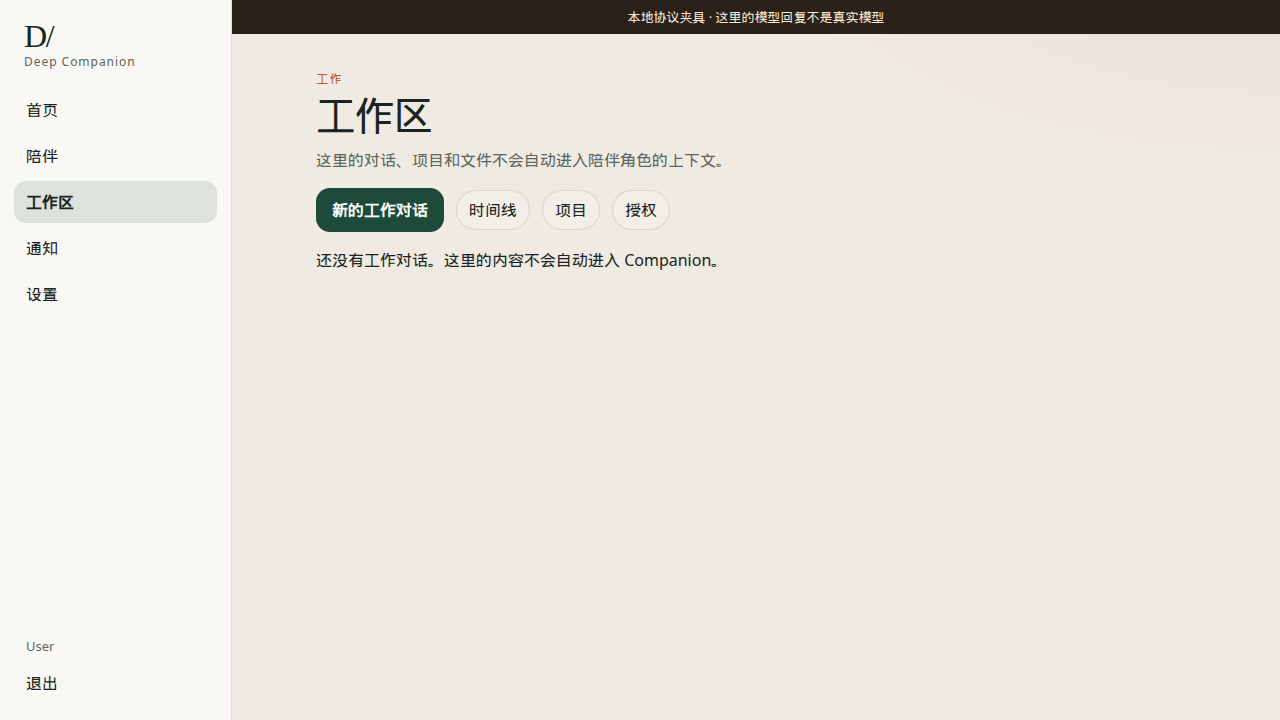 D/
Deep Companion
首页
陪伴
工作区
通知
设置
User
退出
本地协议夹具 · 这里的模型回复不是真实模型
工作
工作区
这里的对话、项目和文件不会自动进入陪伴角色的上下文。
新的工作对话 时间线 项目 授权
还没有工作对话。这里的内容不会自动进入 Companion。